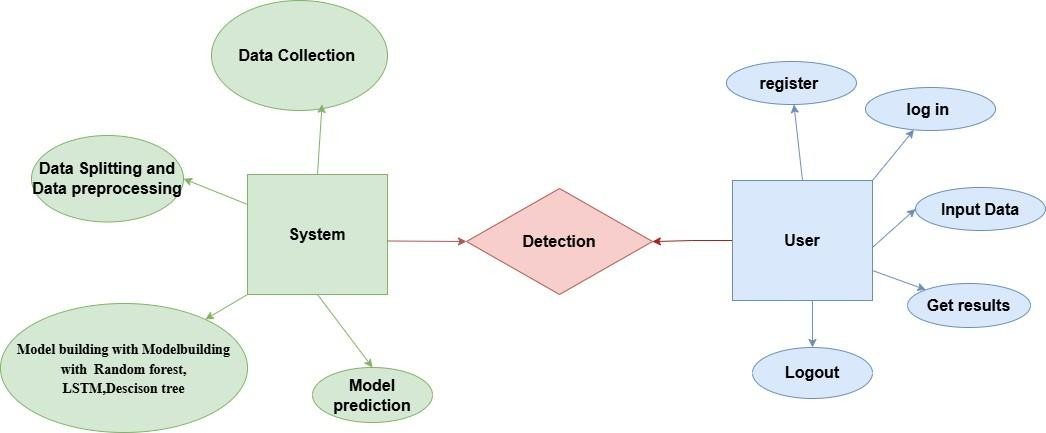 Data Collection
register
log in
Data Splitting and
Data preprocessing
System
Detection
User
Input Data
Get results
Model building with Modelbuilding
with Random forest,
LSTM,Descison tree
Model
prediction
Logout